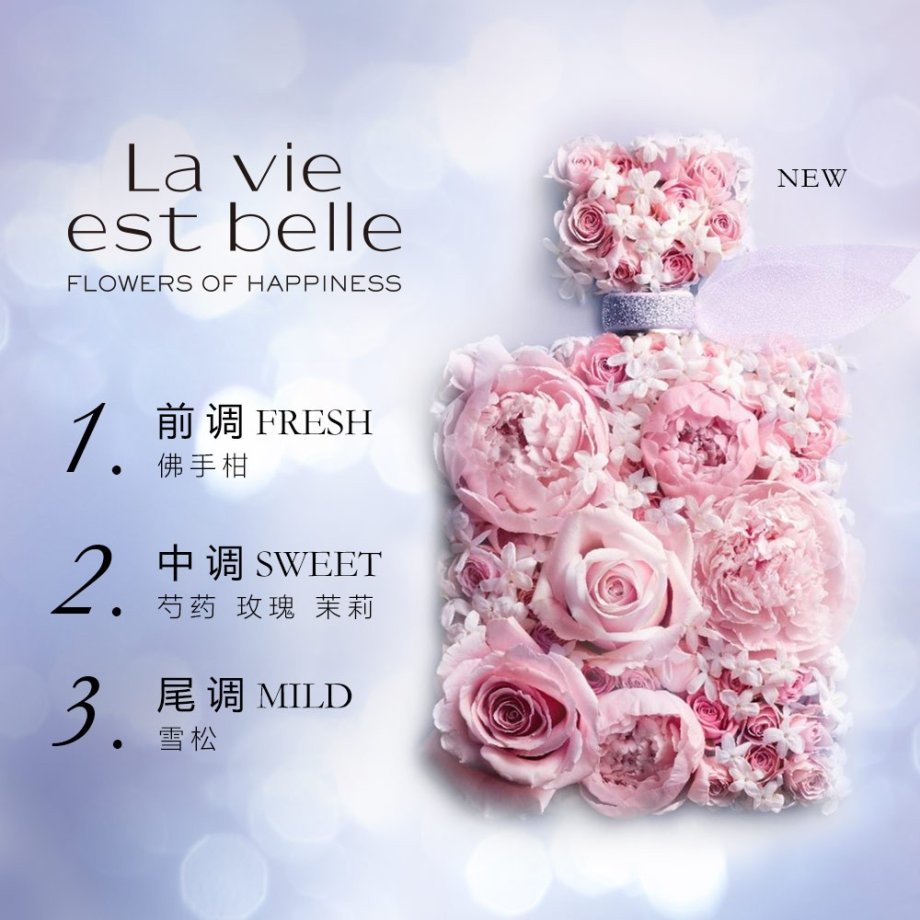 La vie
est belle
FLOWERS OF HAPPINESS
NEW
1. 前调 FRESH
佛手柑
2. 中调 SWEET
芍药 玫瑰 茉莉
3. 尾调 MILD
雪松